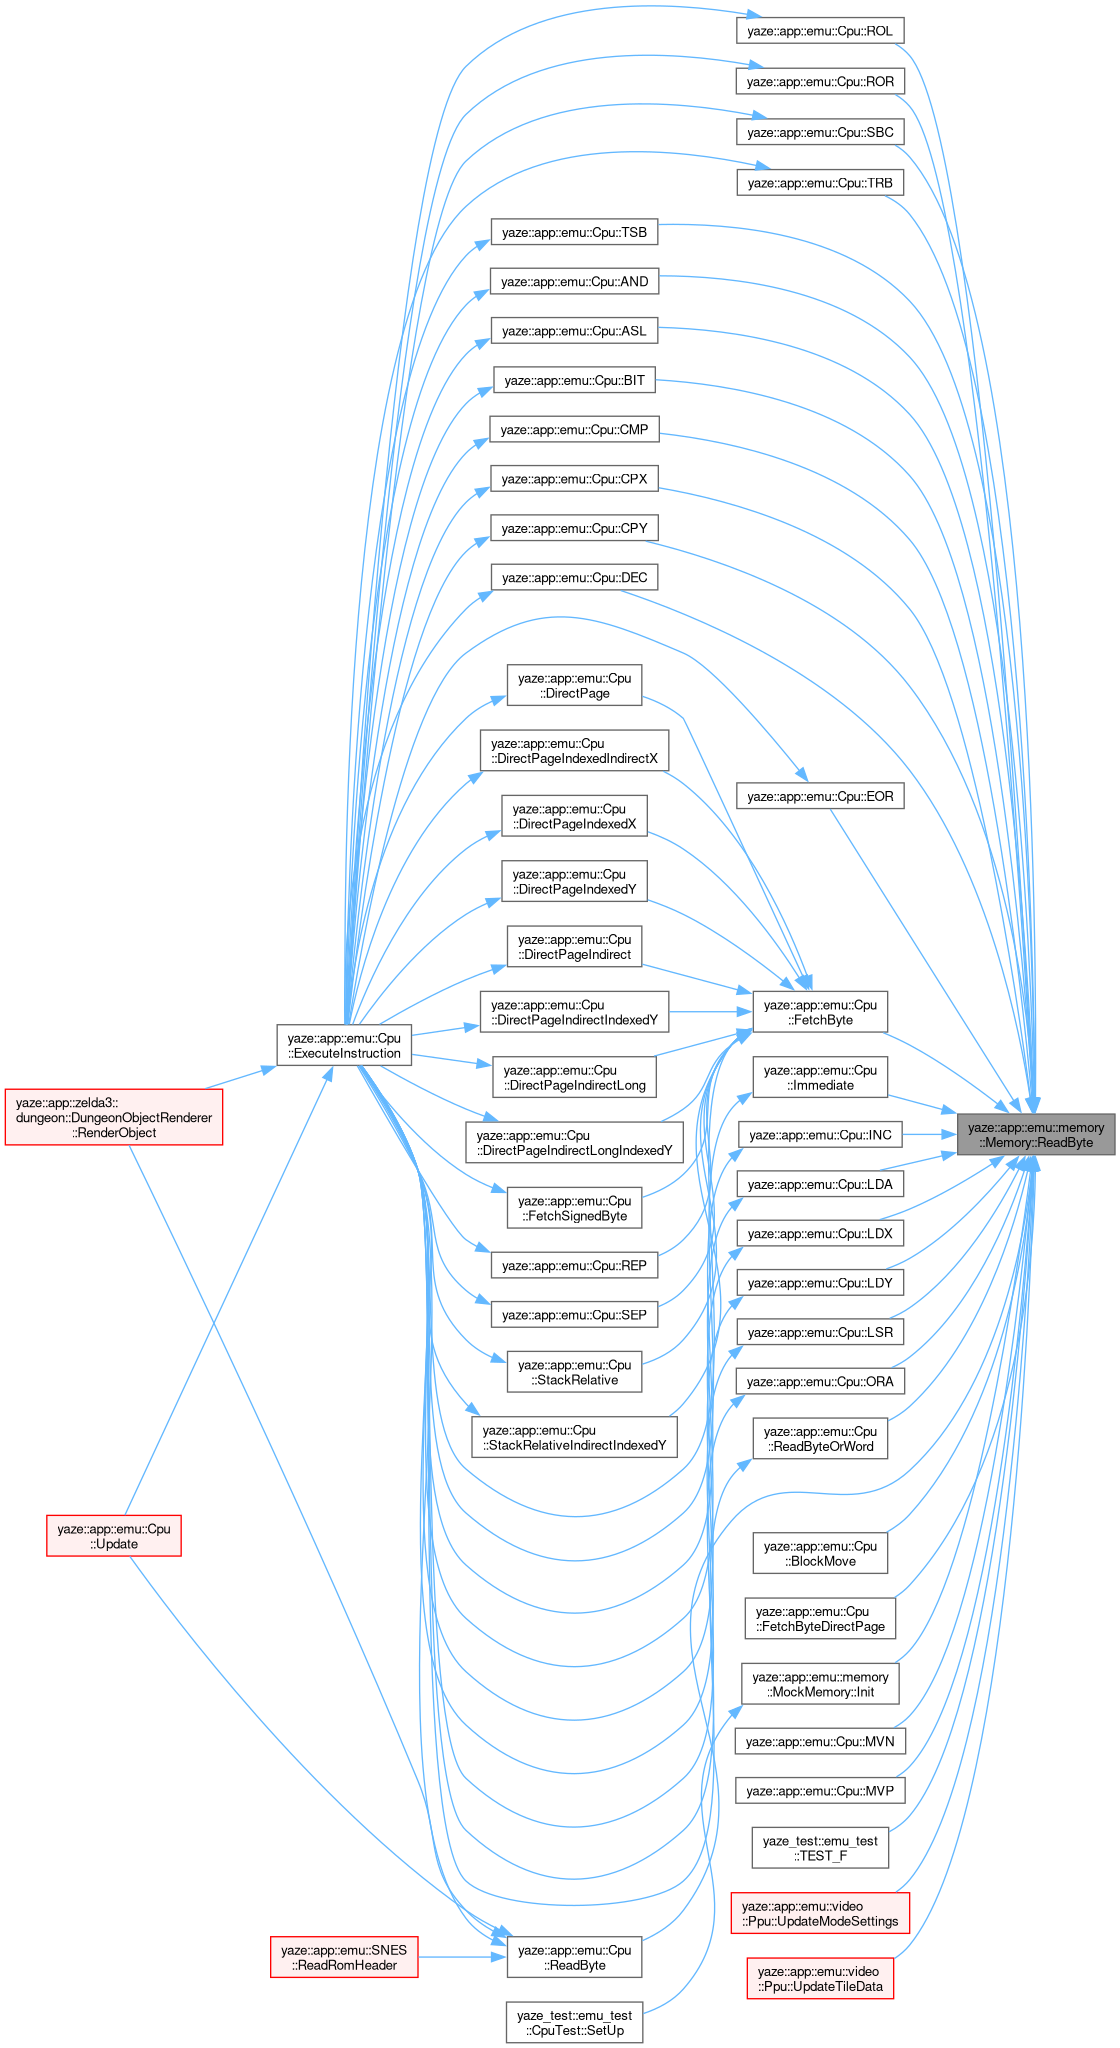 yaze::app::emu::Cpu::ROL
yaze::app::emu::Cpu::ROR
yaze::app::emu::Cpu::SBC
yaze::app::emu::Cpu::TRB
yaze::app::emu::Cpu::TSB
yaze::app::emu::Cpu::AND
yaze::app::emu::Cpu::ASL
yaze::app::emu::Cpu::BIT
yaze::app::emu::Cpu::CMP
yaze::app::emu::Cpu::CPX
yaze::app::emu::Cpu::CPY
yaze::app::emu::Cpu::DEC
yaze::app::emu::Cpu
::DirectPage
yaze::app::emu::Cpu
::DirectPageIndexedIndirectX
yaze::app::emu::Cpu::EOR
yaze::app::emu::Cpu
::DirectPageIndexedX
yaze::app::emu::Cpu
::DirectPageIndexedY
yaze::app::emu::Cpu
::DirectPageIndirect
yaze::app::emu::Cpu
::DirectPageIndirectIndexedY
yaze::app::emu::Cpu
::FetchByte
yaze::app::emu::Cpu
::ExecuteInstruction
yaze::app::emu::Cpu
::DirectPageIndirectLong
yaze::app::emu::Cpu
::Immediate
yaze::app::zelda3::
dungeon::DungeonObjectRenderer
::RenderObject
yaze::app::emu::Cpu
::DirectPageIndirectLongIndexedY
yaze::app::emu::Cpu::INC
yaze::app::emu::memory
::Memory::ReadByte
yaze::app::emu::Cpu::LDA
yaze::app::emu::Cpu
::FetchSignedByte
yaze::app::emu::Cpu::LDX
yaze::app::emu::Cpu::REP
yaze::app::emu::Cpu::LDY
yaze::app::emu::Cpu::SEP
yaze::app::emu::Cpu::LSR
yaze::app::emu::Cpu
::StackRelative
yaze::app::emu::Cpu::ORA
yaze::app::emu::Cpu
::StackRelativeIndirectIndexedY
yaze::app::emu::Cpu
::ReadByteOrWord
yaze::app::emu::Cpu
::Update
yaze::app::emu::Cpu
::BlockMove
yaze::app::emu::Cpu
::FetchByteDirectPage
yaze::app::emu::memory
::MockMemory::Init
yaze::app::emu::Cpu::MVN
yaze::app::emu::Cpu::MVP
yaze_test::emu_test
::TEST_F
yaze::app::emu::video
::Ppu::UpdateModeSettings
yaze::app::emu::SNES
::ReadRomHeader
yaze::app::emu::Cpu
::ReadByte
yaze::app::emu::video
::Ppu::UpdateTileData
yaze_test::emu_test
::CpuTest::SetUp